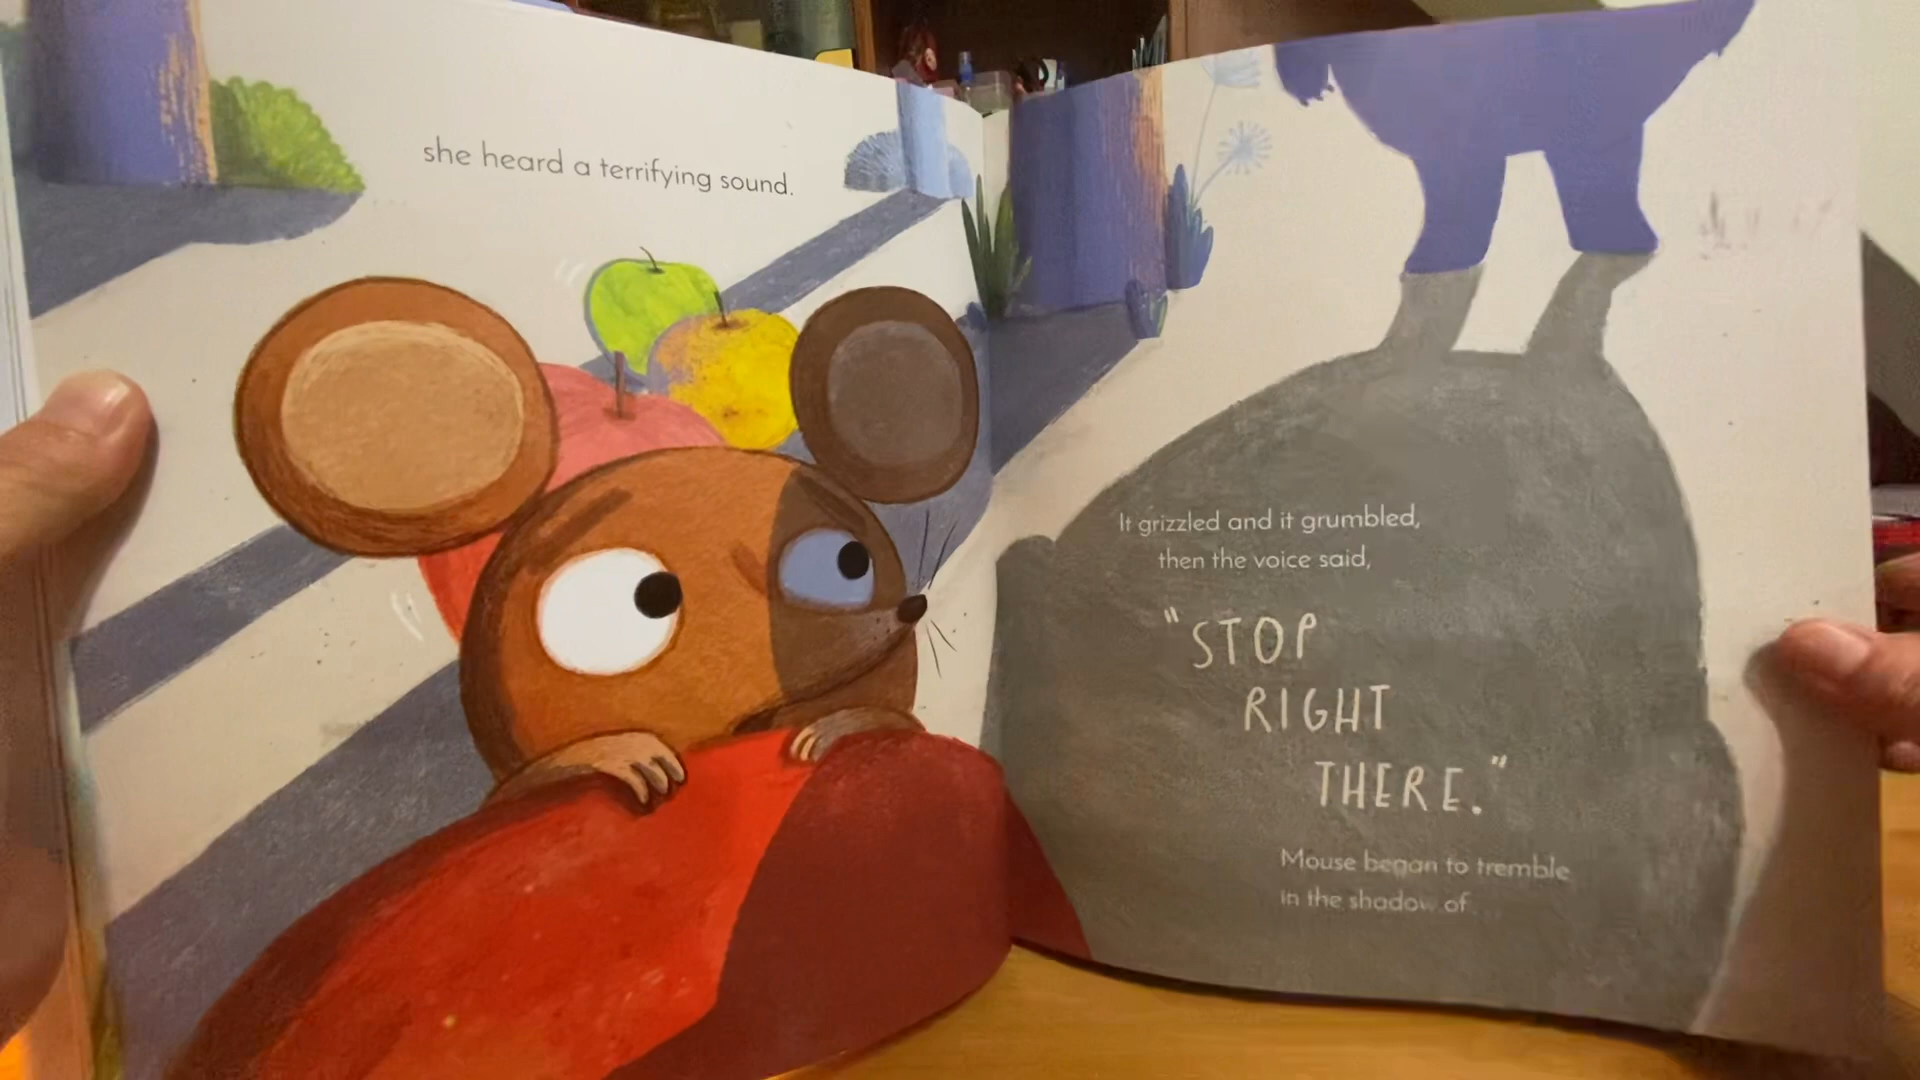 she heard a terrifying sound.
It grizzled and it grumbled,
then the voice said,
"STOP
RIGHT
THERE."
Mouse began to tremble
in the shadow of